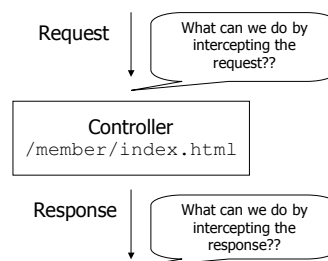 Request
What can we do by
intercepting the
request??
Controller
/member/index.html
Response
What can we do by
intercepting the
response??